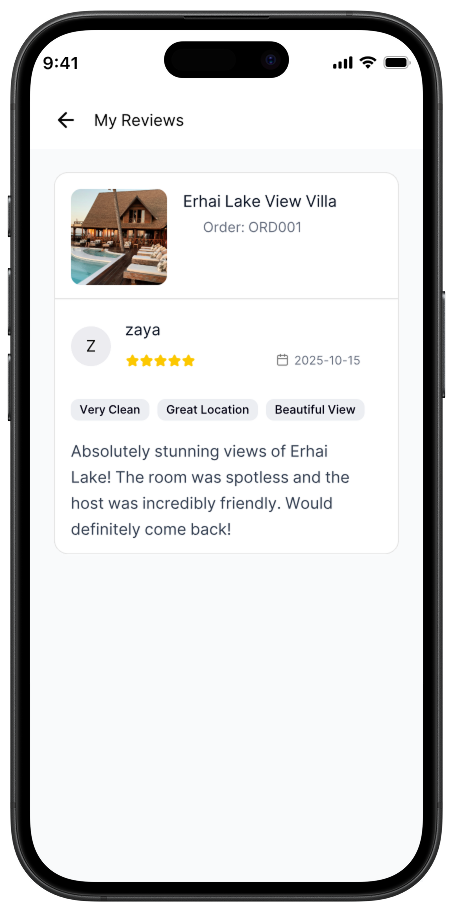 9:41
My Reviews
Erhai Lake View Villa
Order: ORD001
Z
zaya
2025-10-15
Very Clean Great Location Beautiful View
Absolutely stunning views of Erhai
Lake! The room was spotless and the
host was incredibly friendly. Would
definitely come back!